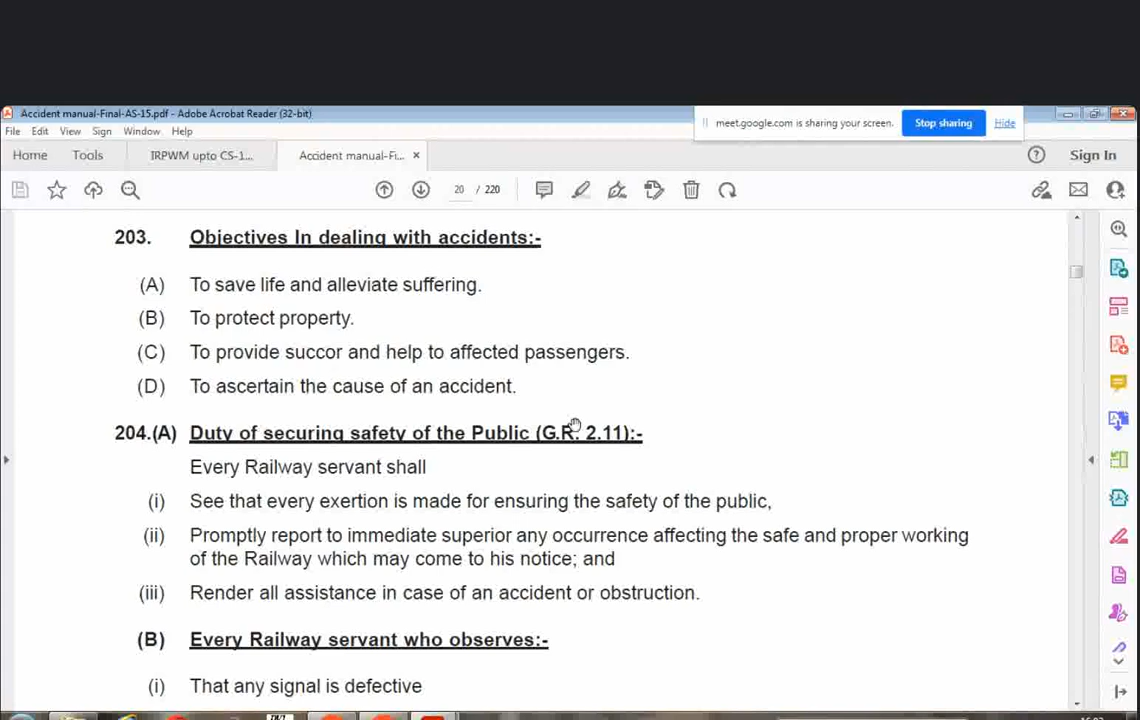 Accident manual-Final-AS-15.pdf - Adobe Acrobat Reader (32-bit)
meet.google.com is sharing your screen. Stop sharing Hide
File Edit View Sign Window Help
Home Tools IRPWM upto CS-1... Accident manual-Fi... × Sign In
20 / 220
203. Objectives In dealing with accidents:-
(A) To save life and alleviate suffering.
(B) To protect property.
(C) To provide succor and help to affected passengers.
(D) To ascertain the cause of an accident.
204.(A) Duty of securing safety of the Public (G.R. 2.11):-
Every Railway servant shall
(i) See that every exertion is made for ensuring the safety of the public,
(ii) Promptly report to immediate superior any occurrence affecting the safe and proper working
of the Railway which may come to his notice; and
(iii) Render all assistance in case of an accident or obstruction.
(B) Every Railway servant who observes:-
(i) That any signal is defective